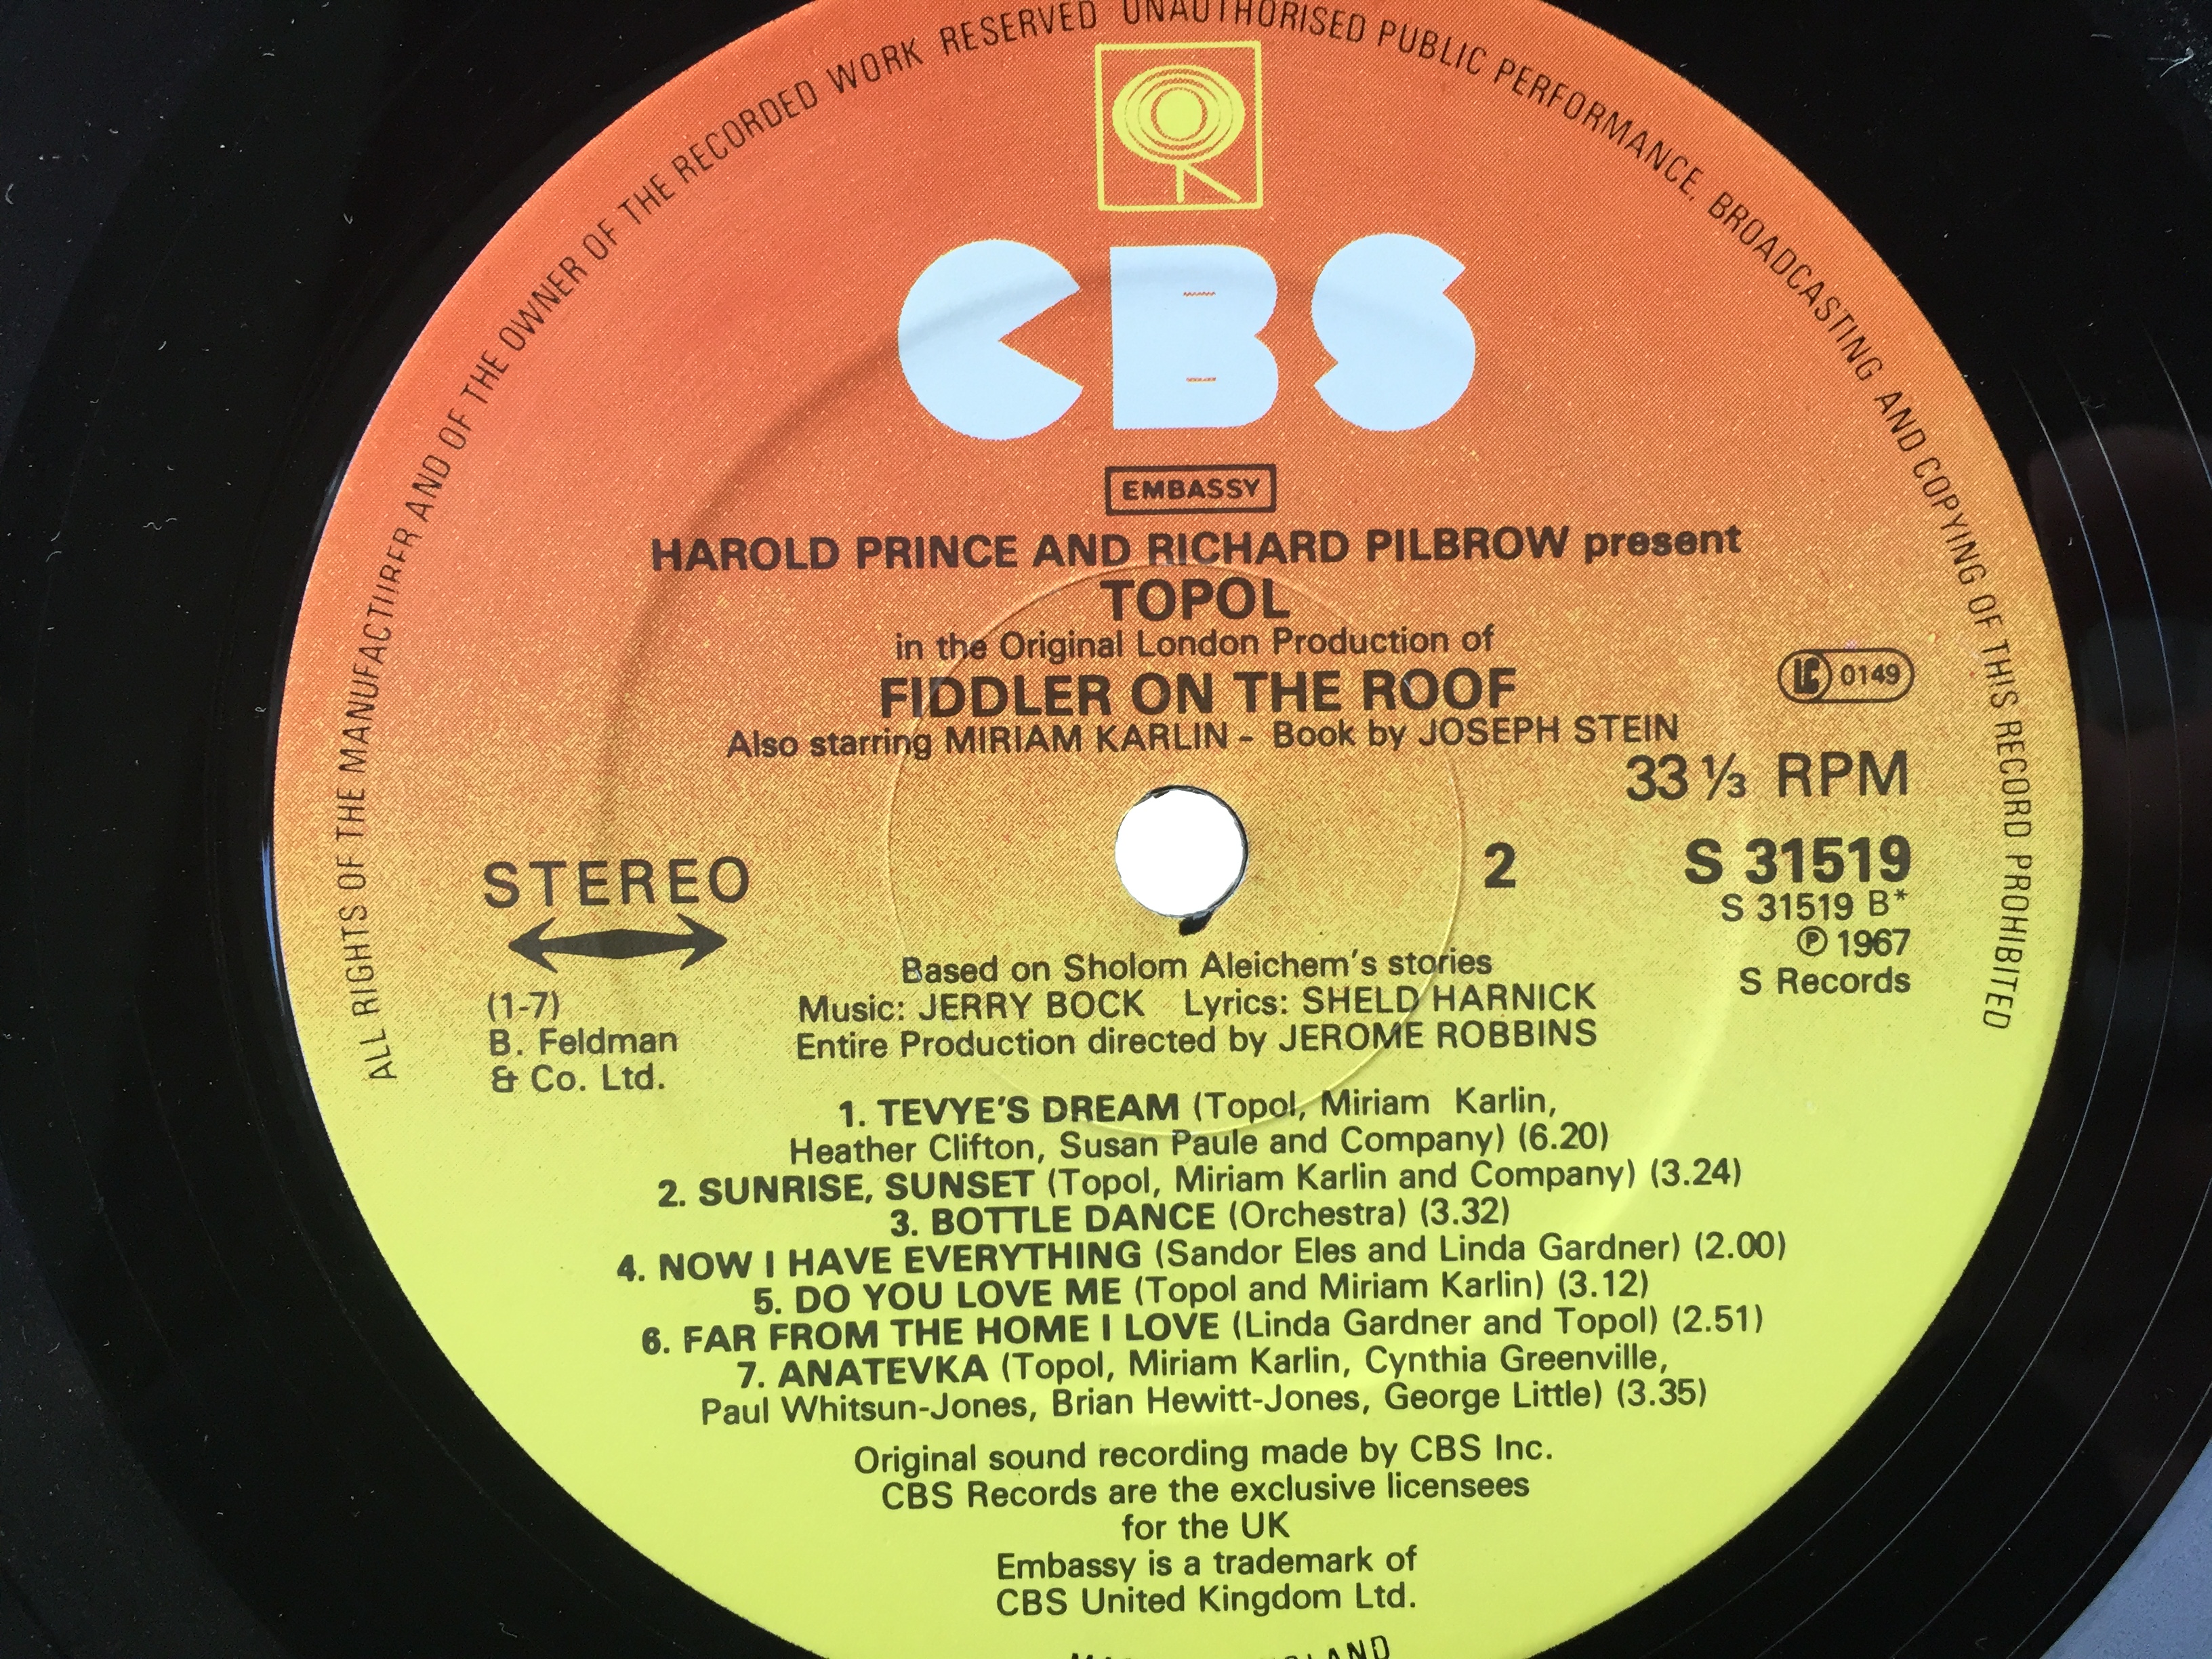 ALL RIGHTS OF THE MANUFACTURER AND OF THE OWNER OF THE RECORDED WORK RESERVED UNAUTHORISED PUBLIC PERFORMANCE. BROADCASTING AND COPYING OF THIS RECORD PROHIBITED
CBS
EMBASSY
HAROLD PRINCE AND RICHARD PILBROW present
TOPOL
in the Original London Production of
FIDDLER ON THE ROOF
LC 0149
Also starring MIRIAM KARLIN - Book by JOSEPH STEIN
33 ⅓ RPM
STEREO
2
S 31519
S 31519 B*
℗ 1967
S Records
(1-7)
B. Feldman
& Co. Ltd.
Based on Sholom Aleichem's stories
Music: JERRY BOCK Lyrics: SHELD HARNICK
Entire Production directed by JEROME ROBBINS
1. TEVYE'S DREAM (Topol, Miriam Karlin,
Heather Clifton, Susan Paule and Company) (6.20)
2. SUNRISE, SUNSET (Topol, Miriam Karlin and Company) (3.24)
3. BOTTLE DANCE (Orchestra) (3.32)
4. NOW I HAVE EVERYTHING (Sandor Eles and Linda Gardner) (2.00)
5. DO YOU LOVE ME (Topol and Miriam Karlin) (3.12)
6. FAR FROM THE HOME I LOVE (Linda Gardner and Topol) (2.51)
7. ANATEVKA (Topol, Miriam Karlin, Cynthia Greenville,
Paul Whitsun-Jones, Brian Hewitt-Jones, George Little) (3.35)
Original sound recording made by CBS Inc.
CBS Records are the exclusive licensees
for the UK
Embassy is a trademark of
CBS United Kingdom Ltd.